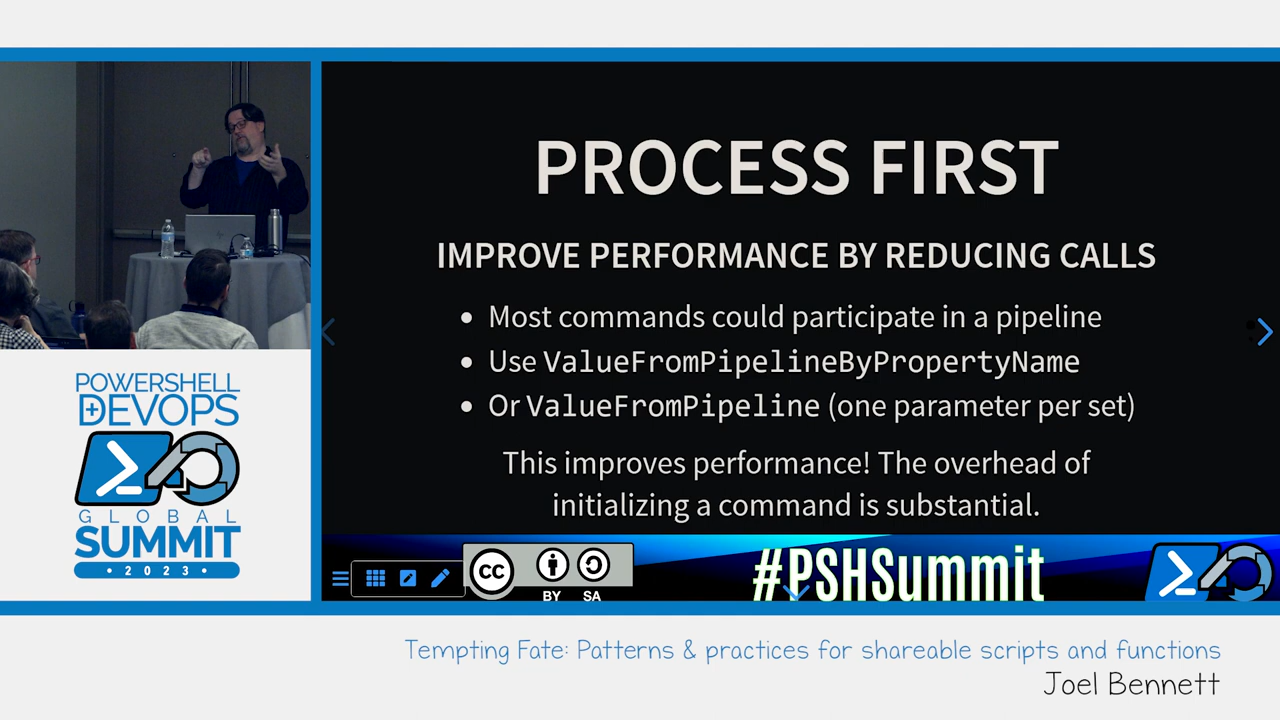 PROCESS FIRST
IMPROVE PERFORMANCE BY REDUCING CALLS
• Most commands could participate in a pipeline
• Use ValueFromPipelineByPropertyName
• Or ValueFromPipeline (one parameter per set)
This improves performance! The overhead of
initializing a command is substantial.
CC
BY SA
#PSHSummit
POWERSHELL
+DEVOPS
GLOBAL
SUMMIT
• 2023 •
Tempting Fate: Patterns & practices for shareable scripts and functions
Joel Bennett